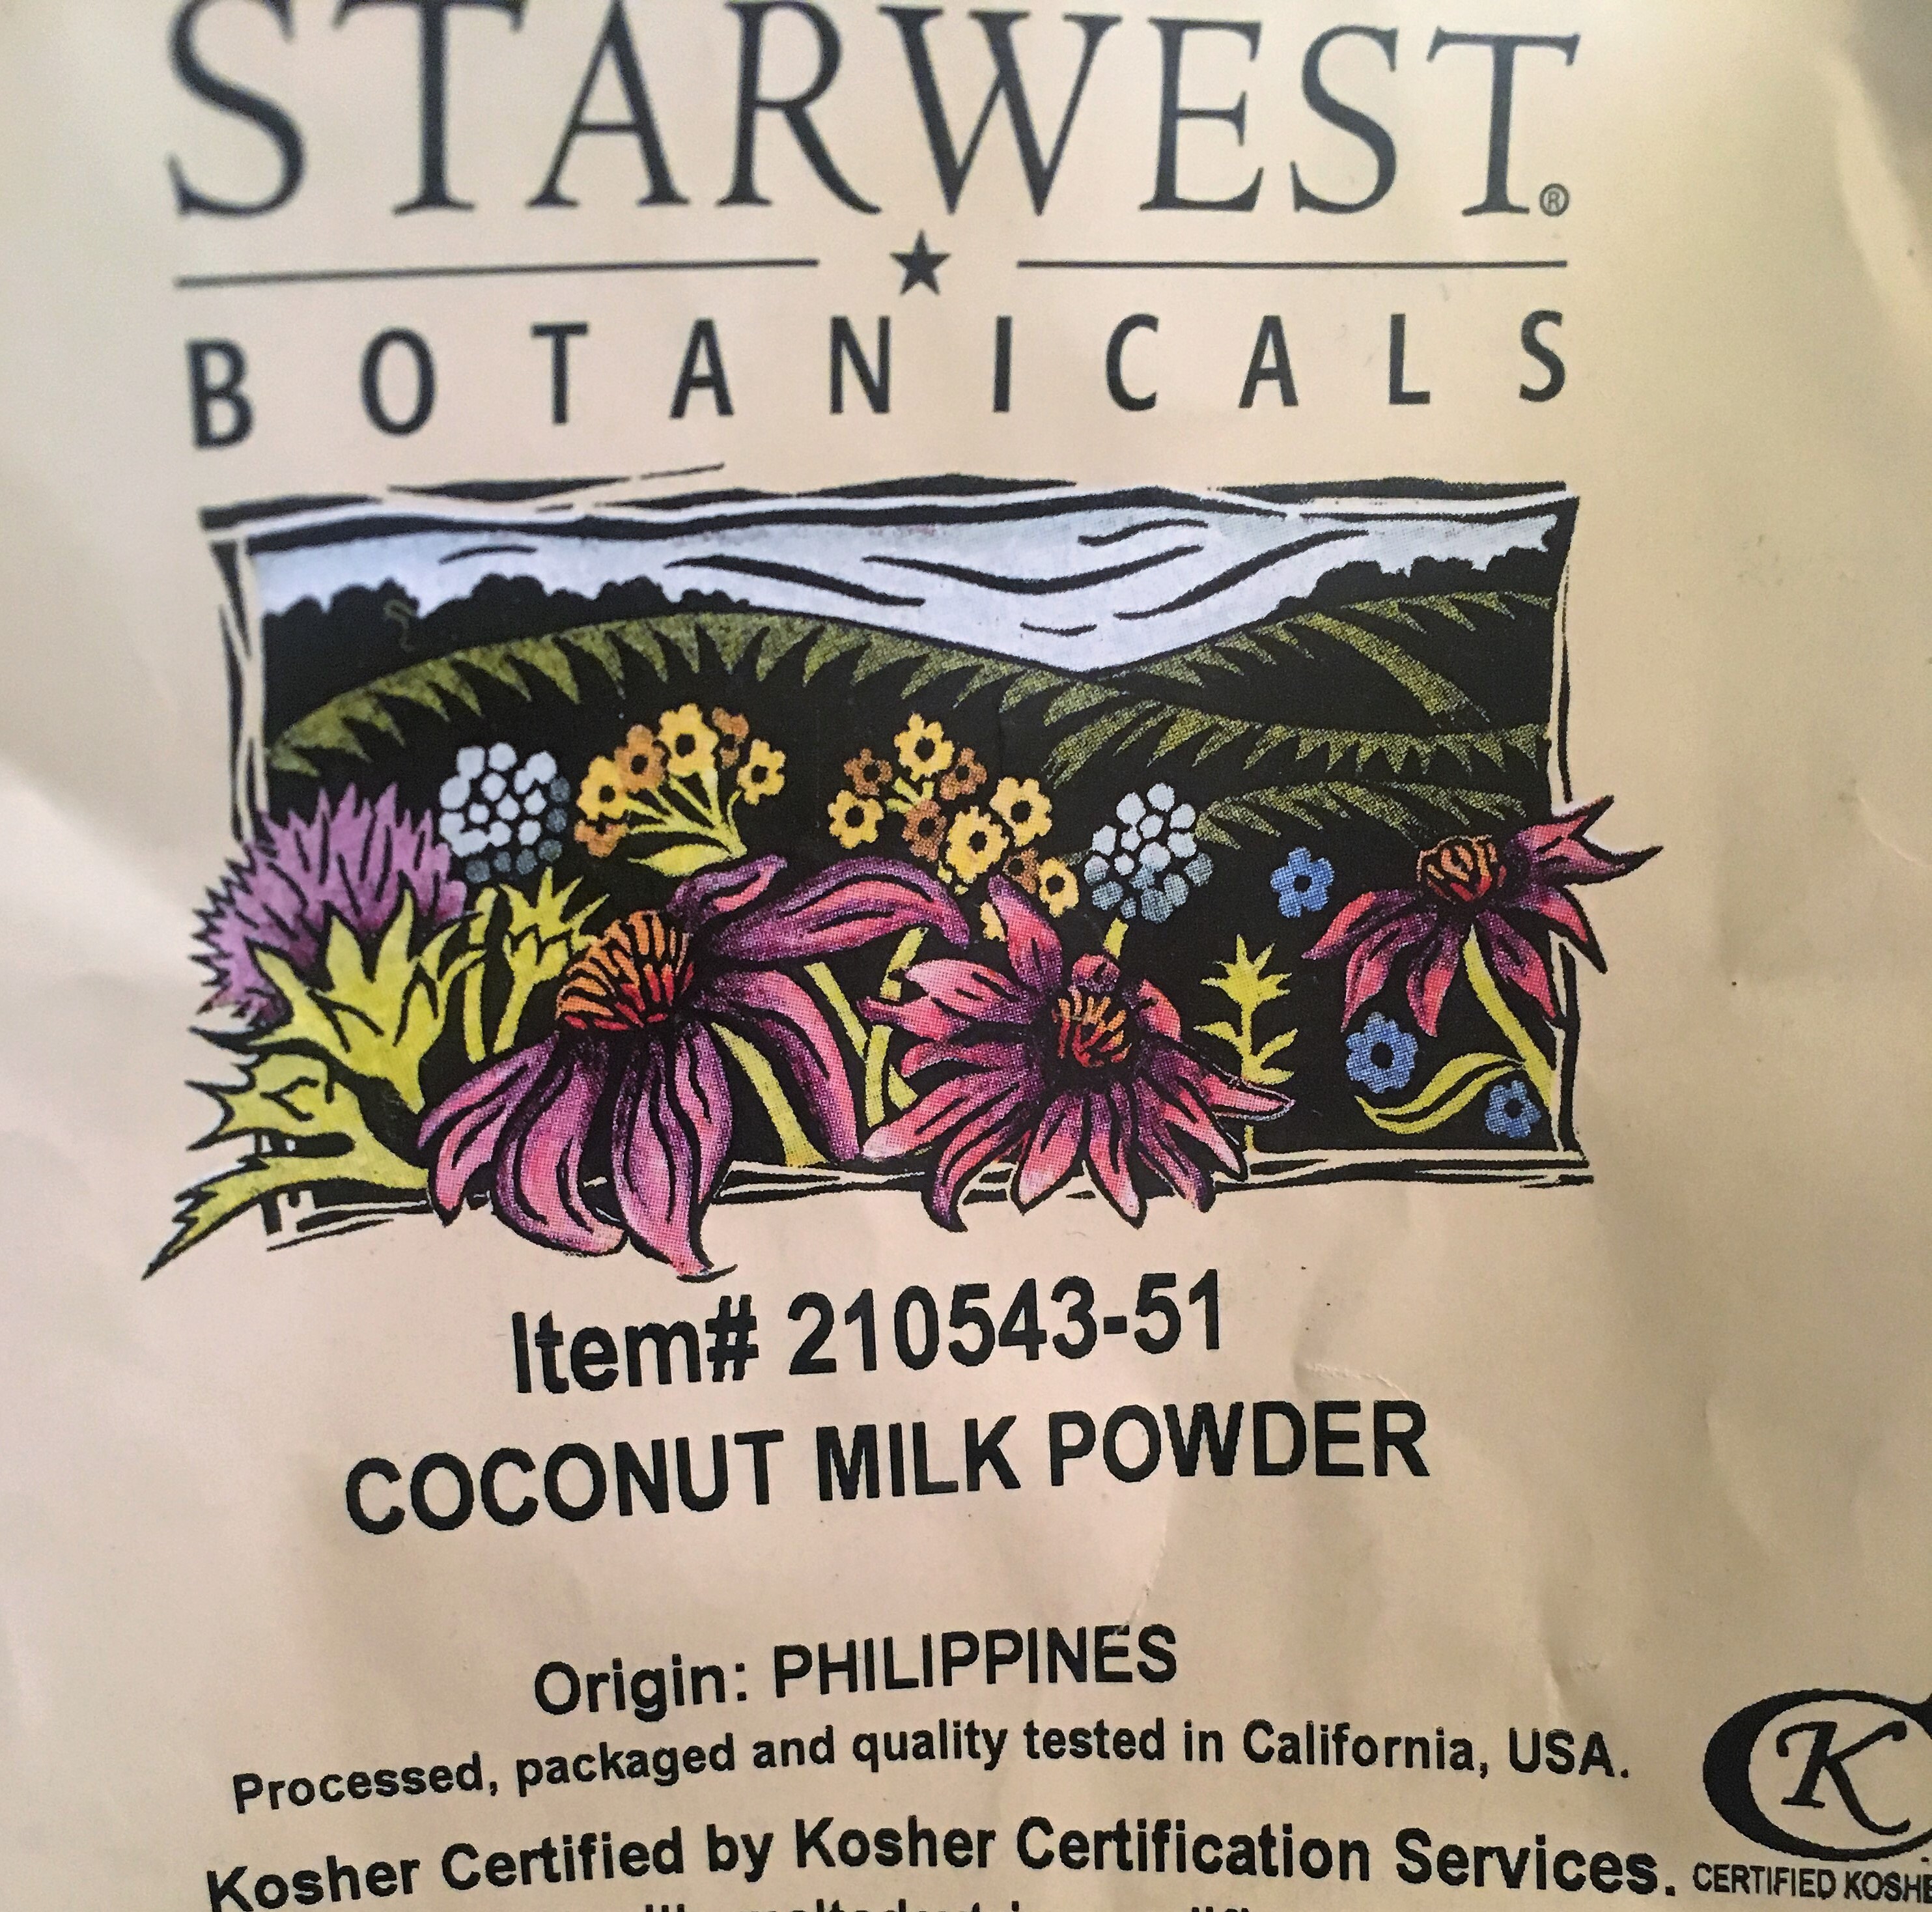 STARWEST®
BOTANICALS
Item# 210543-51
COCONUT MILK POWDER
Origin: PHILIPPINES
Processed, packaged and quality tested in California, USA.
CK
Kosher Certified by Kosher Certification Services.
CERTIFIED KOSHE